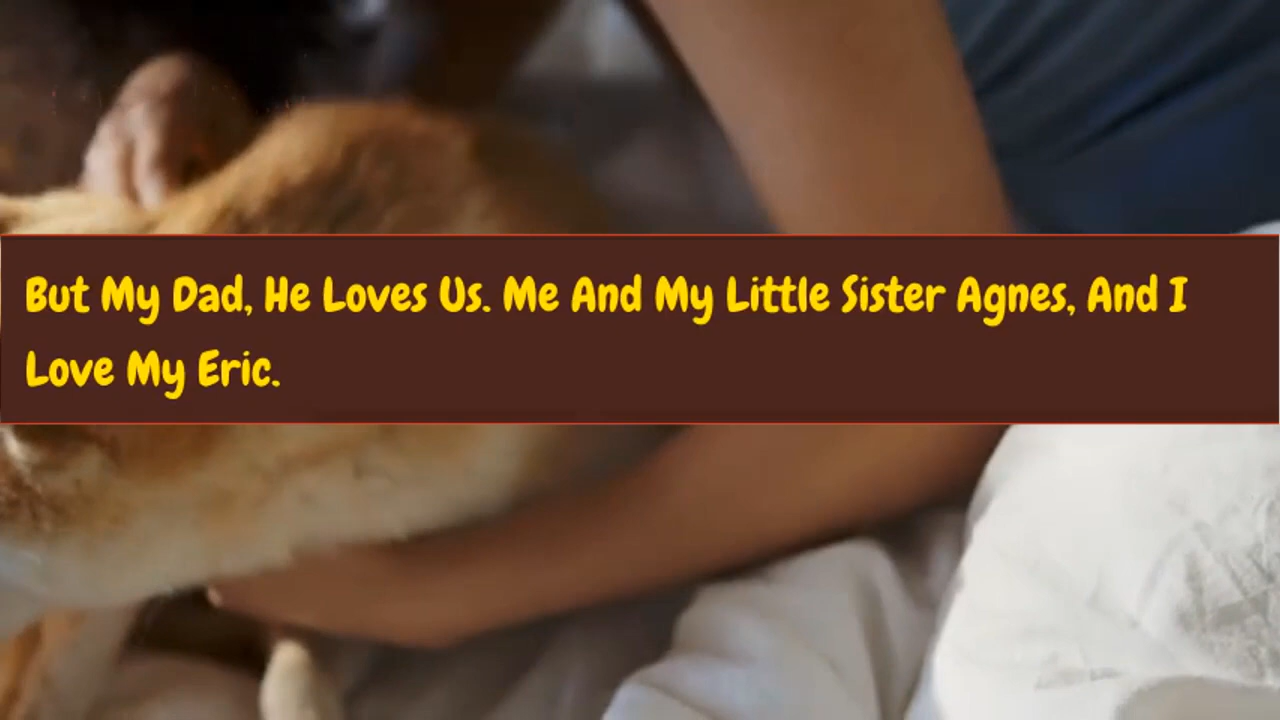 But My Dad, He Loves Us. Me And My Little Sister Agnes, And I
Love My Eric.